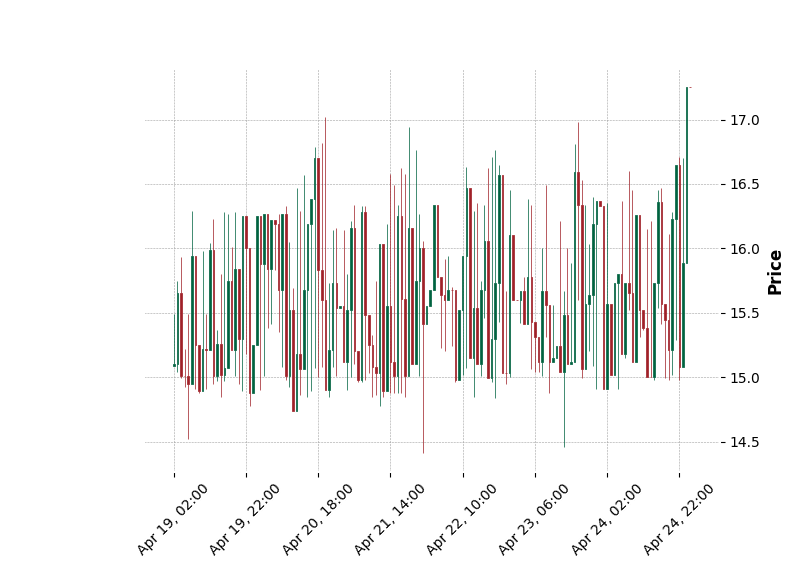 17.0
16.5
16.0
15.5
15.0
14.5
Price
Apr 19, 02:00
Apr 19, 22:00
Apr 20, 18:00
Apr 21, 14:00
Apr 22, 10:00
Apr 23, 06:00
Apr 24, 02:00
Apr 24, 22:00